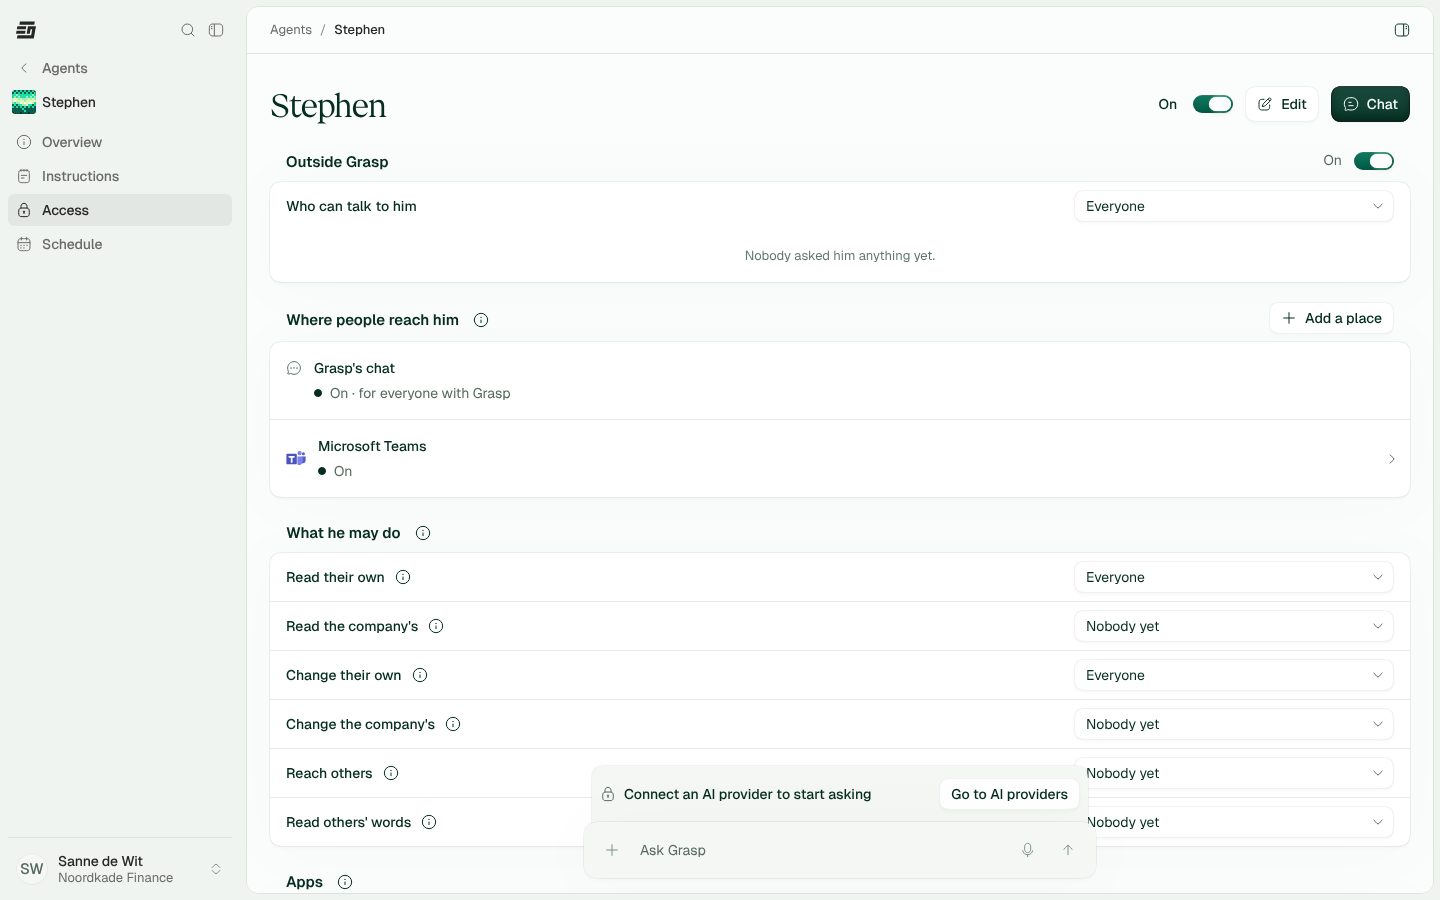 Agents / Stephen
Agents
Stephen
Overview
Instructions
Access
Schedule
SW
Sanne de Wit
Noordkade Finance
Stephen
On
Edit
Chat
Outside Grasp
On
Who can talk to him
Everyone
Nobody asked him anything yet.
Where people reach him
Add a place
Grasp's chat
On · for everyone with Grasp
Microsoft Teams
On
What he may do
Read their own
Everyone
Read the company's
Nobody yet
Change their own
Everyone
Change the company's
Nobody yet
Reach others
Nobody yet
Read others' words
Nobody yet
Connect an AI provider to start asking
Go to AI providers
Ask Grasp
Apps